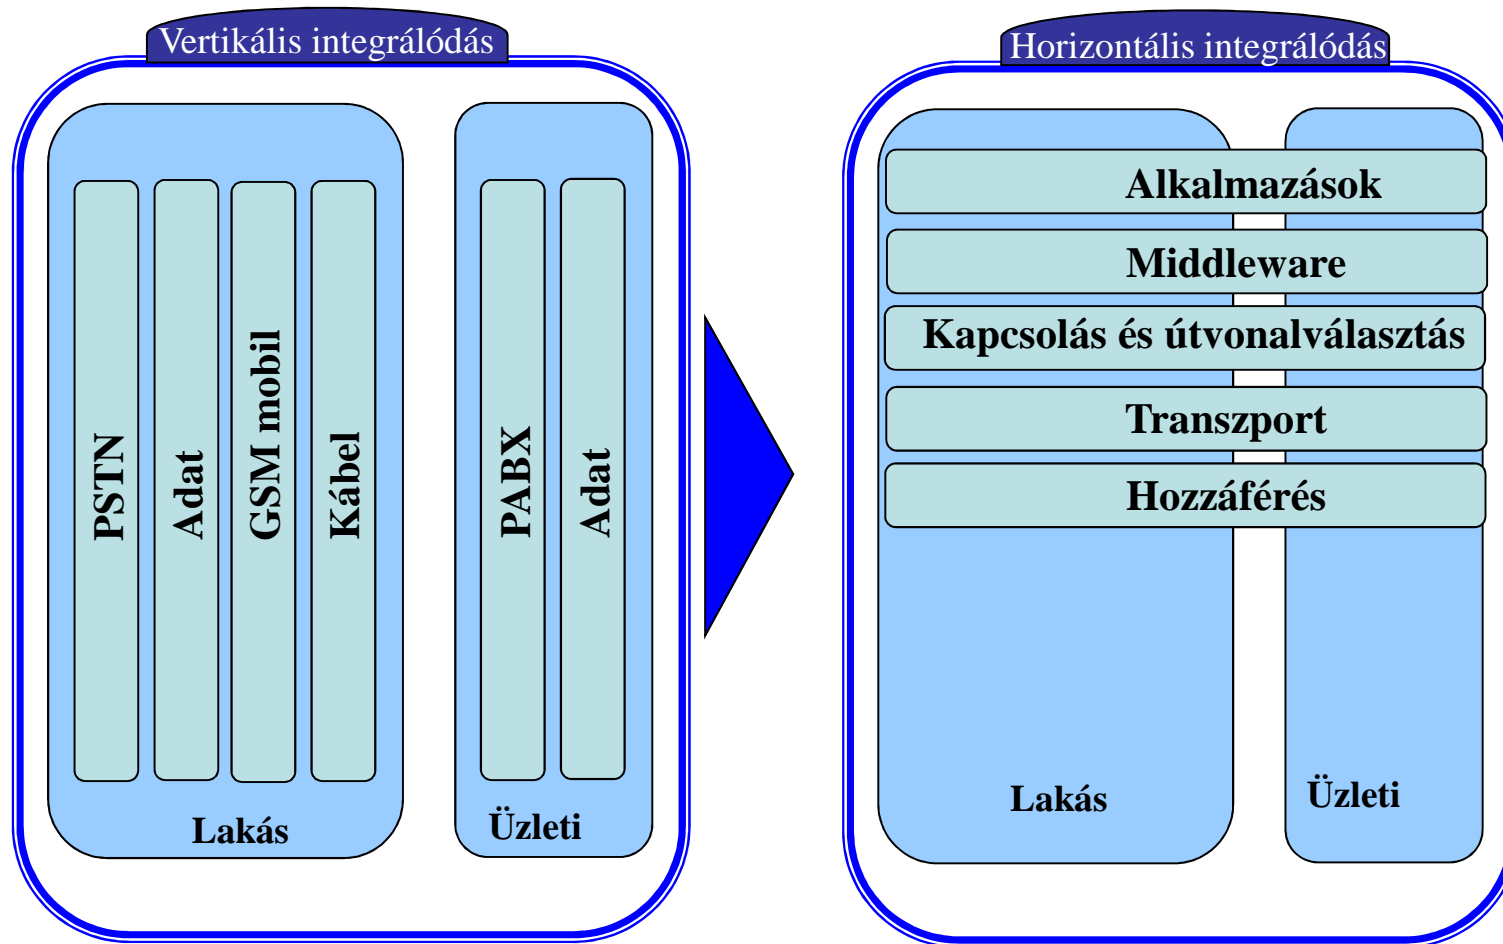 Vertikális integrálódás
PSTN
Adat
GSM mobil
Kábel
Lakás
PABX
Adat
Üzleti
Horizontális integrálódás
Alkalmazások
Middleware
Kapcsolás és útvonalválasztás
Transzport
Hozzáférés
Lakás
Üzleti